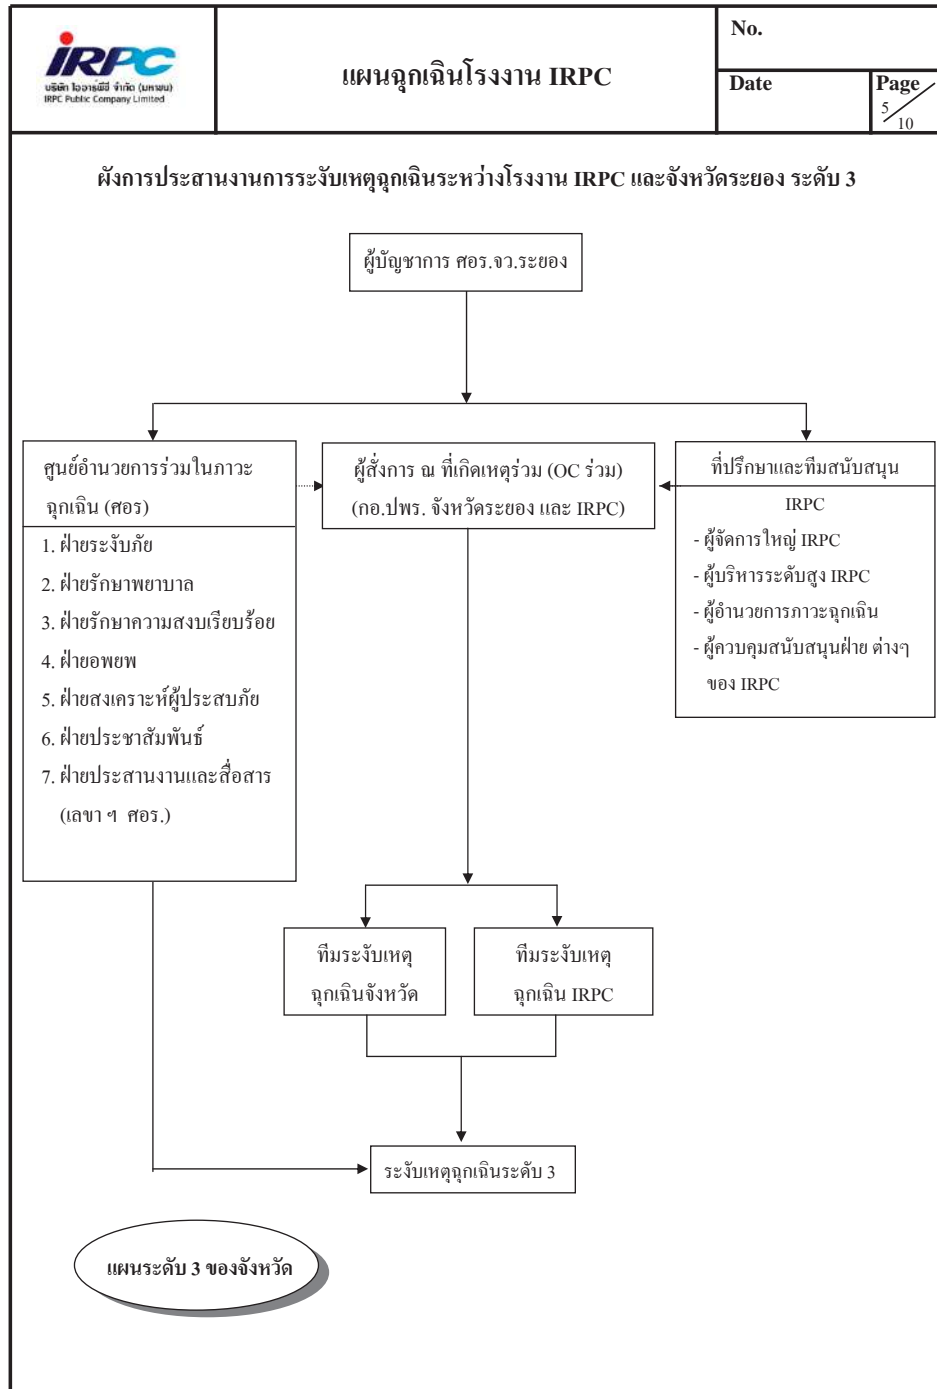 IRPC
บริษัท ไออาร์พีซี จำกัด (มหาชน)
IRPC Public Company Limited
แผนฉุกเฉินโรงงาน IRPC
No.
Date
Page
5/10
ผังการประสานงานการระงับเหตุฉุกเฉินระหว่างโรงงาน IRPC และจังหวัดระยอง ระดับ 3
ผู้บัญชาการ ศอร.จว.ระยอง
ศูนย์อำนวยการร่วมในภาวะ
ฉุกเฉิน (ศอร)
1. ฝ่ายระงับภัย
2. ฝ่ายรักษาพยาบาล
3. ฝ่ายรักษาความสงบเรียบร้อย
4. ฝ่ายอพยพ
5. ฝ่ายสงเคราะห์ผู้ประสบภัย
6. ฝ่ายประชาสัมพันธ์
7. ฝ่ายประสานงานและสื่อสาร
(เลขา ฯ ศอร.)
ผู้สั่งการ ณ ที่เกิดเหตุร่วม (OC ร่วม)
(กอ.ปพร. จังหวัดระยอง และ IRPC)
ที่ปรึกษาและทีมสนับสนุน
IRPC
- ผู้จัดการใหญ่ IRPC
- ผู้บริหารระดับสูง IRPC
- ผู้อำนวยการภาวะฉุกเฉิน
- ผู้ควบคุมสนับสนุนฝ่าย ต่างๆ
ของ IRPC
ทีมระงับเหตุ
ฉุกเฉินจังหวัด
ทีมระงับเหตุ
ฉุกเฉิน IRPC
ระงับเหตุฉุกเฉินระดับ 3
แผนระดับ 3 ของจังหวัด